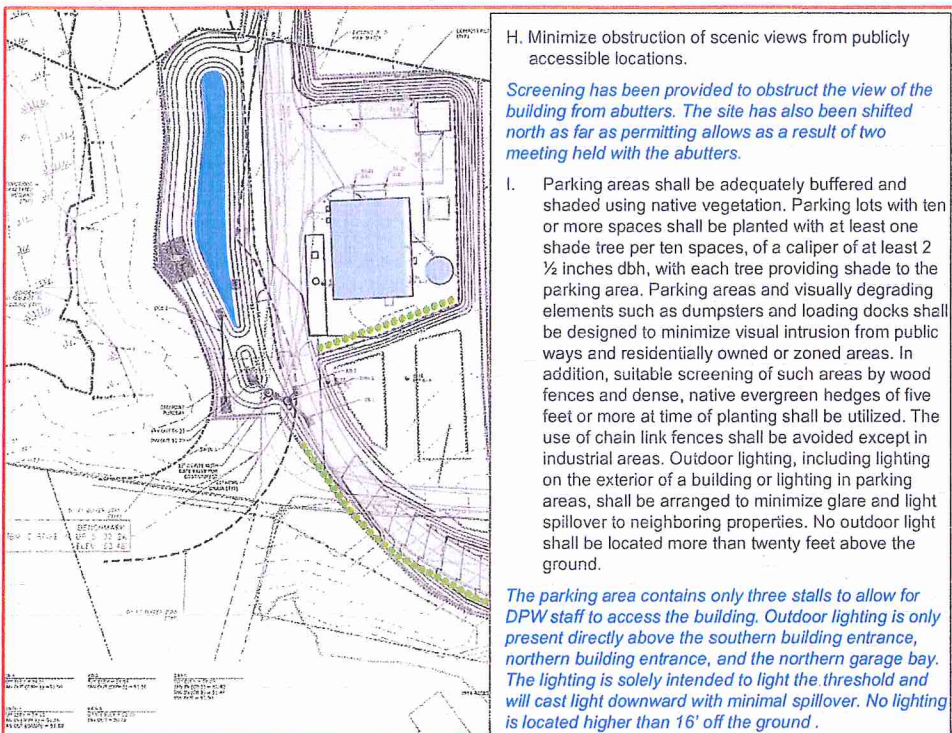 H. Minimize obstruction of scenic views from publicly
accessible locations.
Screening has been provided to obstruct the view of the
building from abutters. The site has also been shifted
north as far as permitting allows as a result of two
meeting held with the abutters.
I. Parking areas shall be adequately buffered and
shaded using native vegetation. Parking lots with ten
or more spaces shall be planted with at least one
shade tree per ten spaces, of a caliper of at least 2
½ inches dbh, with each tree providing shade to the
parking area. Parking areas and visually degrading
elements such as dumpsters and loading docks shall
be designed to minimize visual intrusion from public
ways and residentially owned or zoned areas. In
addition, suitable screening of such areas by wood
fences and dense, native evergreen hedges of five
feet or more at time of planting shall be utilized. The
use of chain link fences shall be avoided except in
industrial areas. Outdoor lighting, including lighting
on the exterior of a building or lighting in parking
areas, shall be arranged to minimize glare and light
spillover to neighboring properties. No outdoor light
shall be located more than twenty feet above the
ground.
The parking area contains only three stalls to allow for
DPW staff to access the building. Outdoor lighting is only
present directly above the southern building entrance,
northern building entrance, and the northern garage bay.
The lighting is solely intended to light the threshold and
will cast light downward with minimal spillover. No lighting
is located higher than 16' off the ground .
BENCHMARK